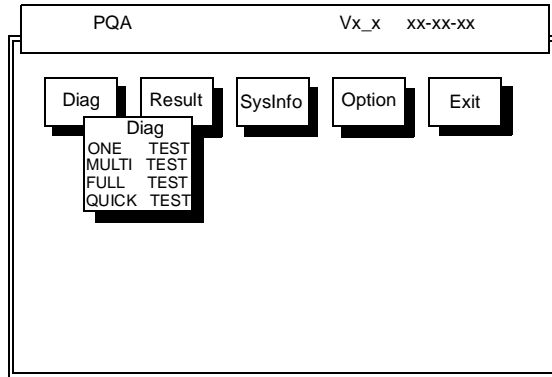 PQA Vx_x xx-xx-xx
Diag Result SysInfo Option Exit
Diag
ONE TEST
MULTI TEST
FULL TEST
QUICK TEST